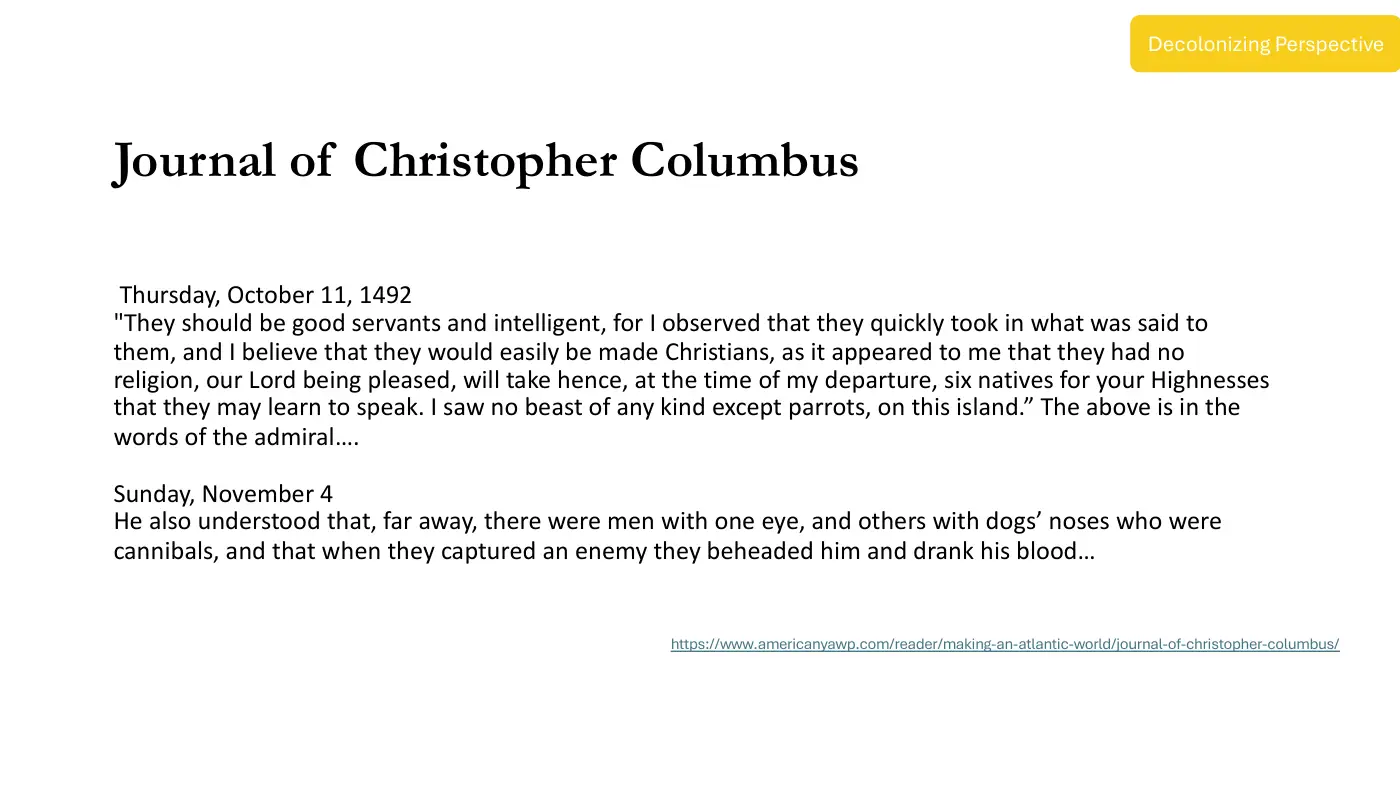 Decolonizing Perspective
Journal of Christopher Columbus
Thursday, October 11, 1492
"They should be good servants and intelligent, for I observed that they quickly took in what was said to
them, and I believe that they would easily be made Christians, as it appeared to me that they had no
religion, our Lord being pleased, will take hence, at the time of my departure, six natives for your Highnesses
that they may learn to speak. I saw no beast of any kind except parrots, on this island.” The above is in the
words of the admiral….
Sunday, November 4
He also understood that, far away, there were men with one eye, and others with dogs’ noses who were
cannibals, and that when they captured an enemy they beheaded him and drank his blood…
https://www.americanyawp.com/reader/making-an-atlantic-world/journal-of-christopher-columbus/